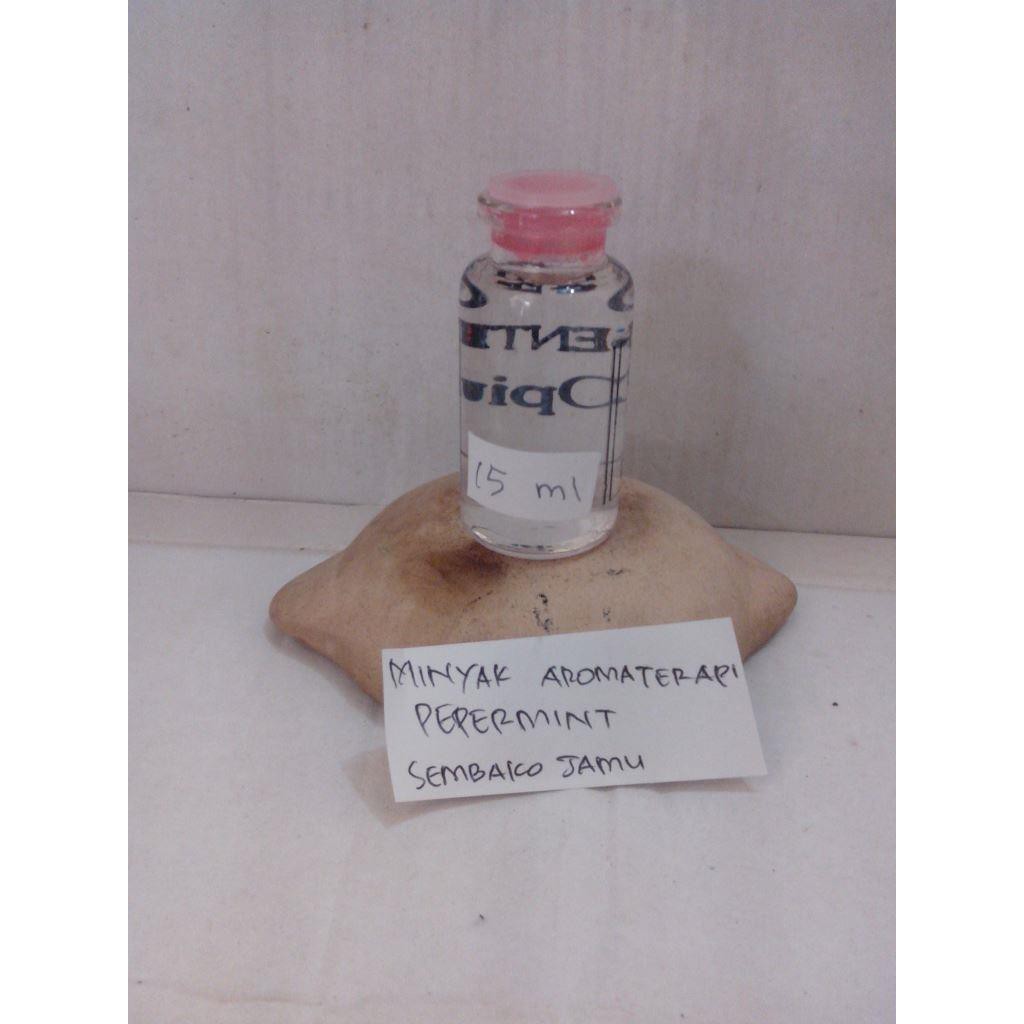 15 ml
MINYAK AROMATERAPI
PEPERMINT
SEMBAKO JAMU